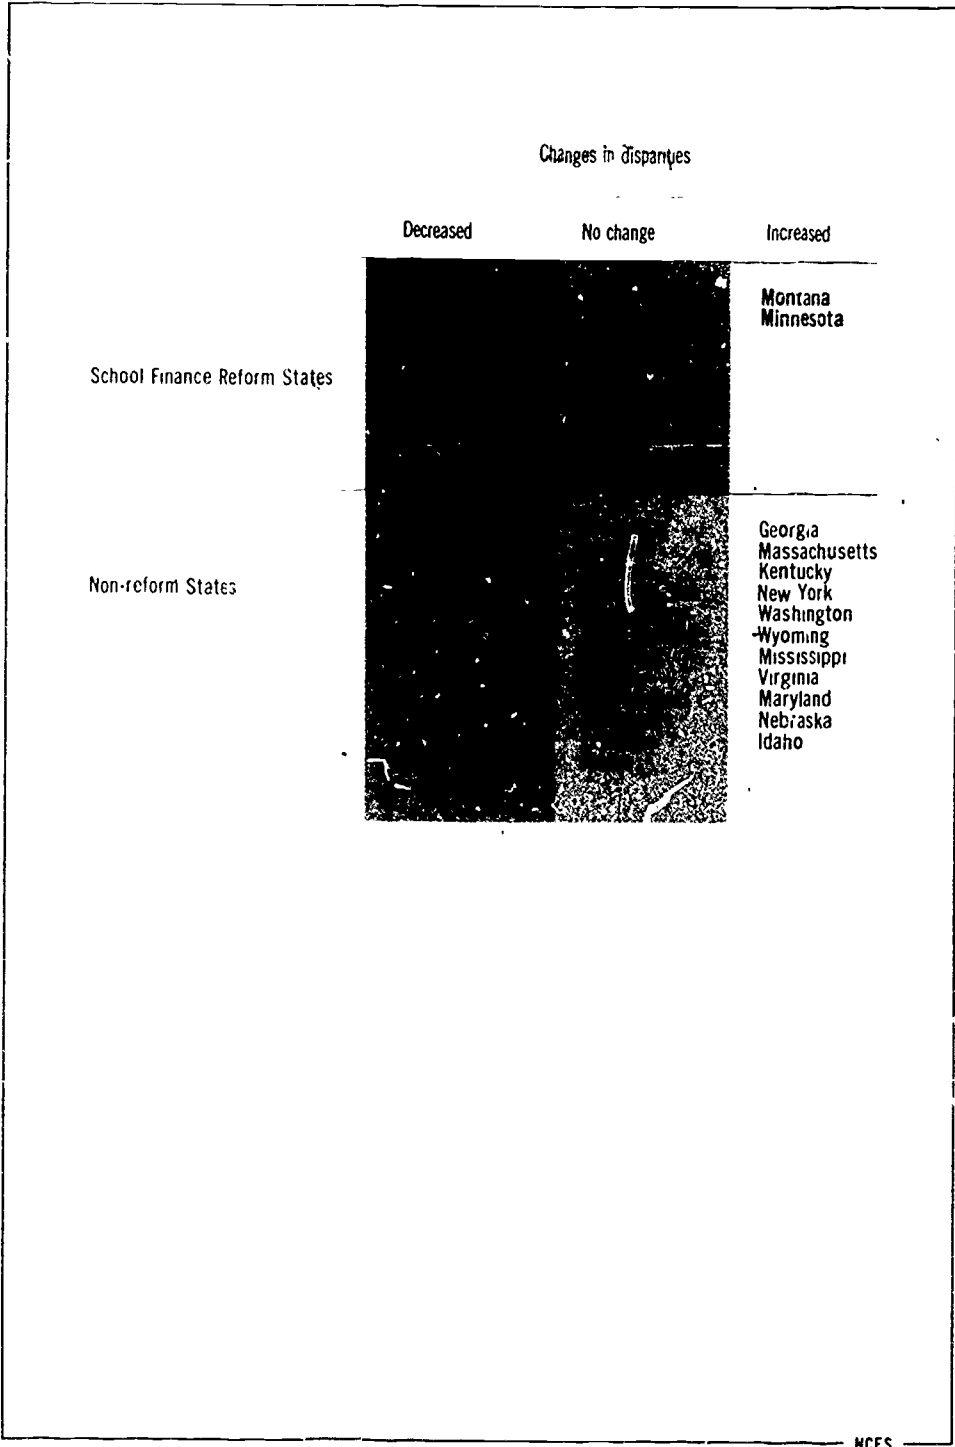 Changes in disparities
Decreased No change Increased
Montana
Minnesota
School Finance Reform States
Georgia
Massachusetts
Kentucky
Non-reform States
New York
Washington
Wyoming
Mississippi
Virginia
Maryland
Nebraska
Idaho
NCES